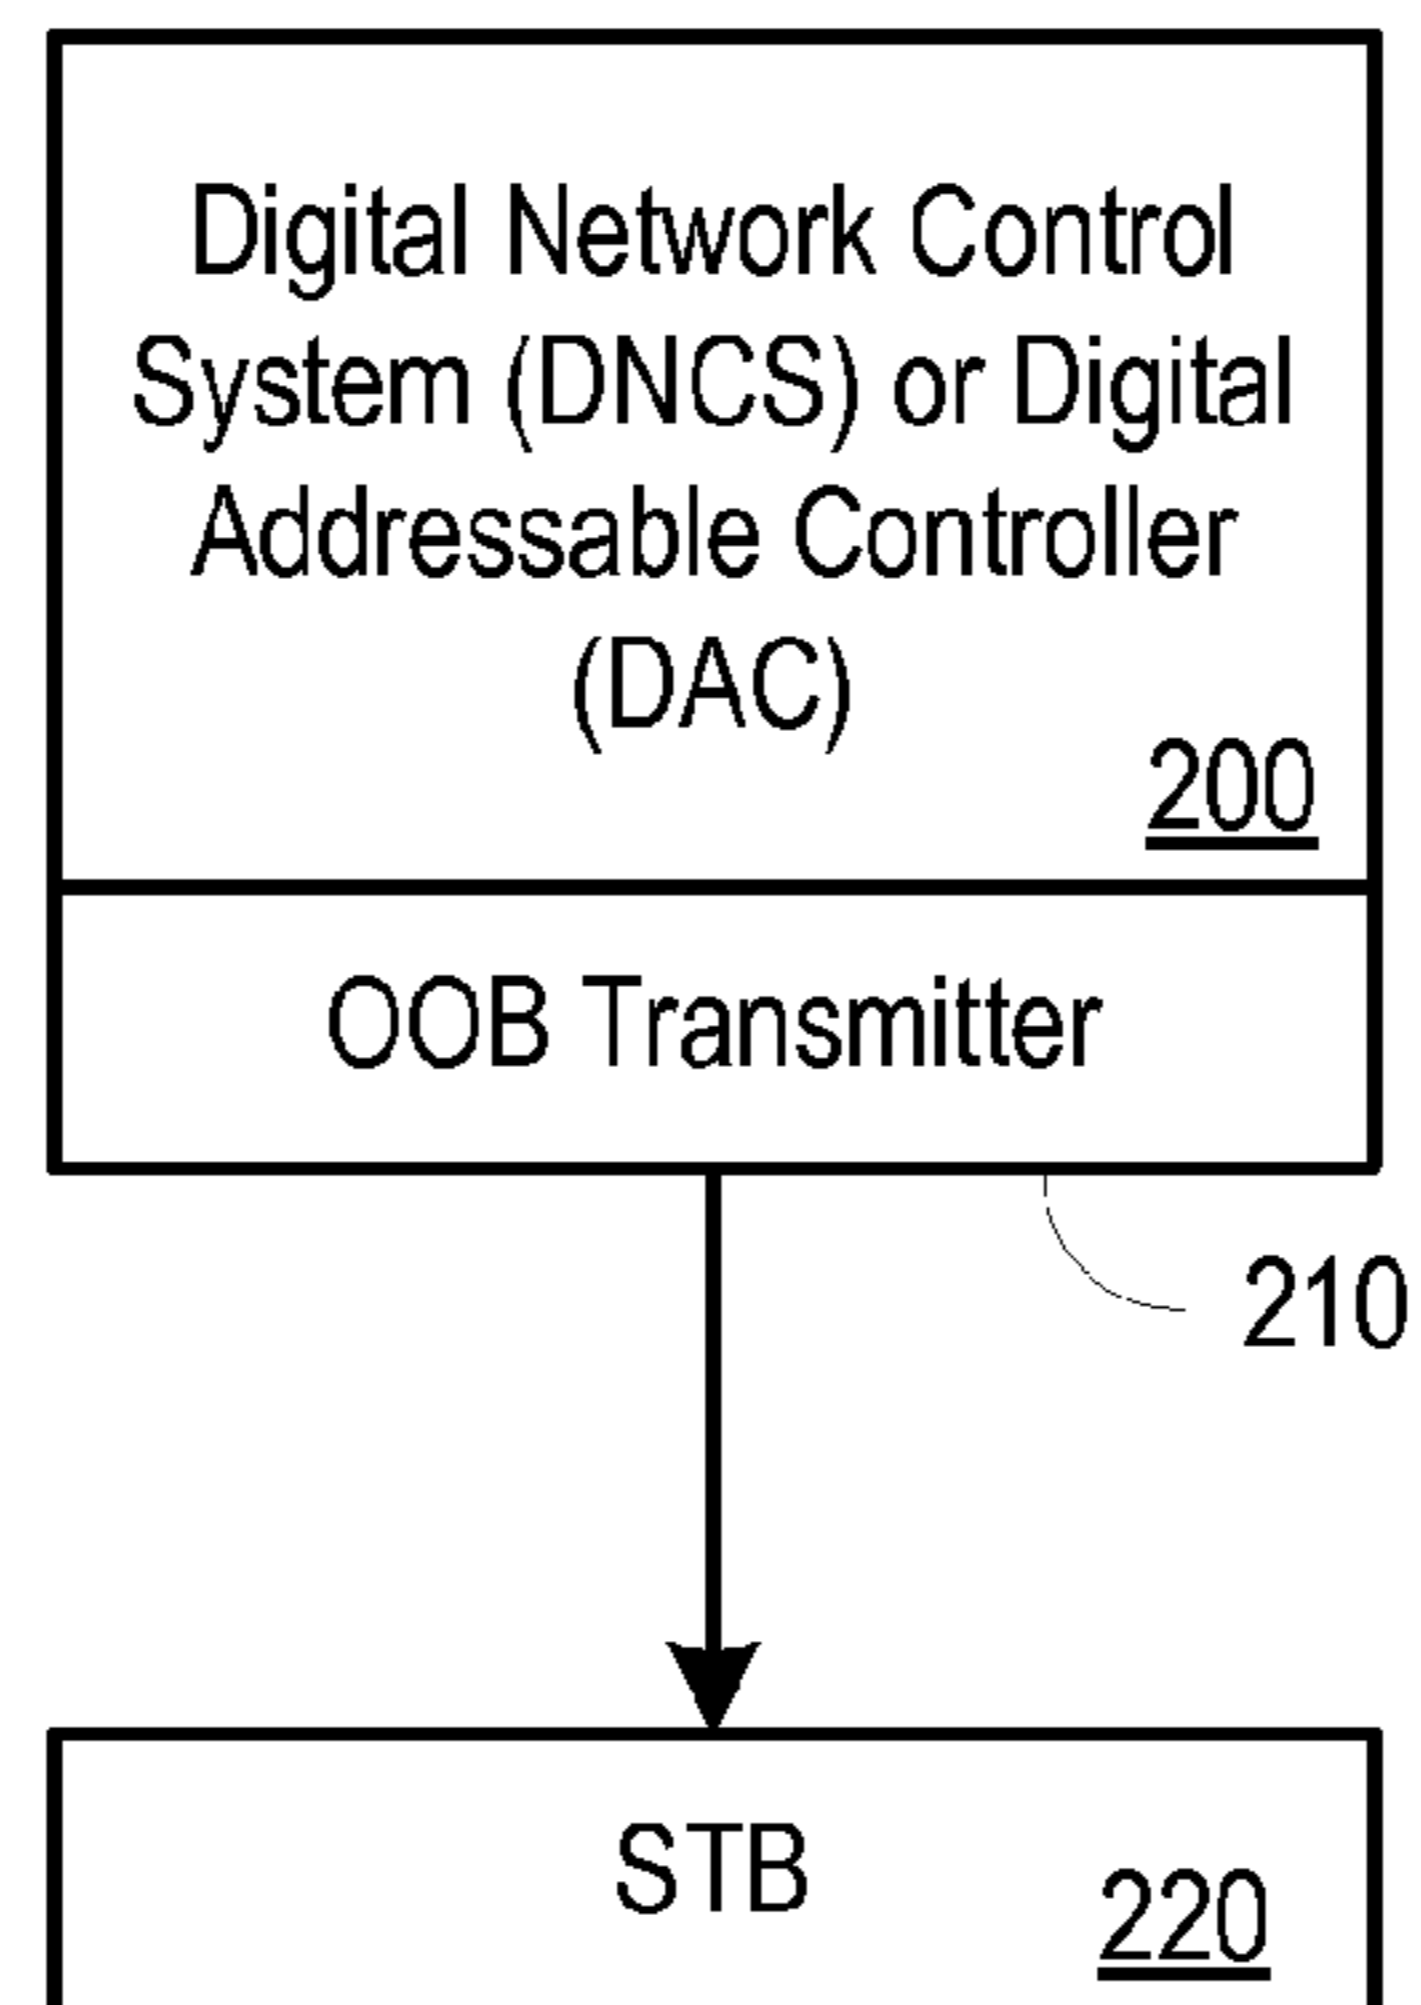 Digital Network Control
System (DNCS) or Digital
Addressable Controller
(DAC)
200
OOB Transmitter
210
STB
220